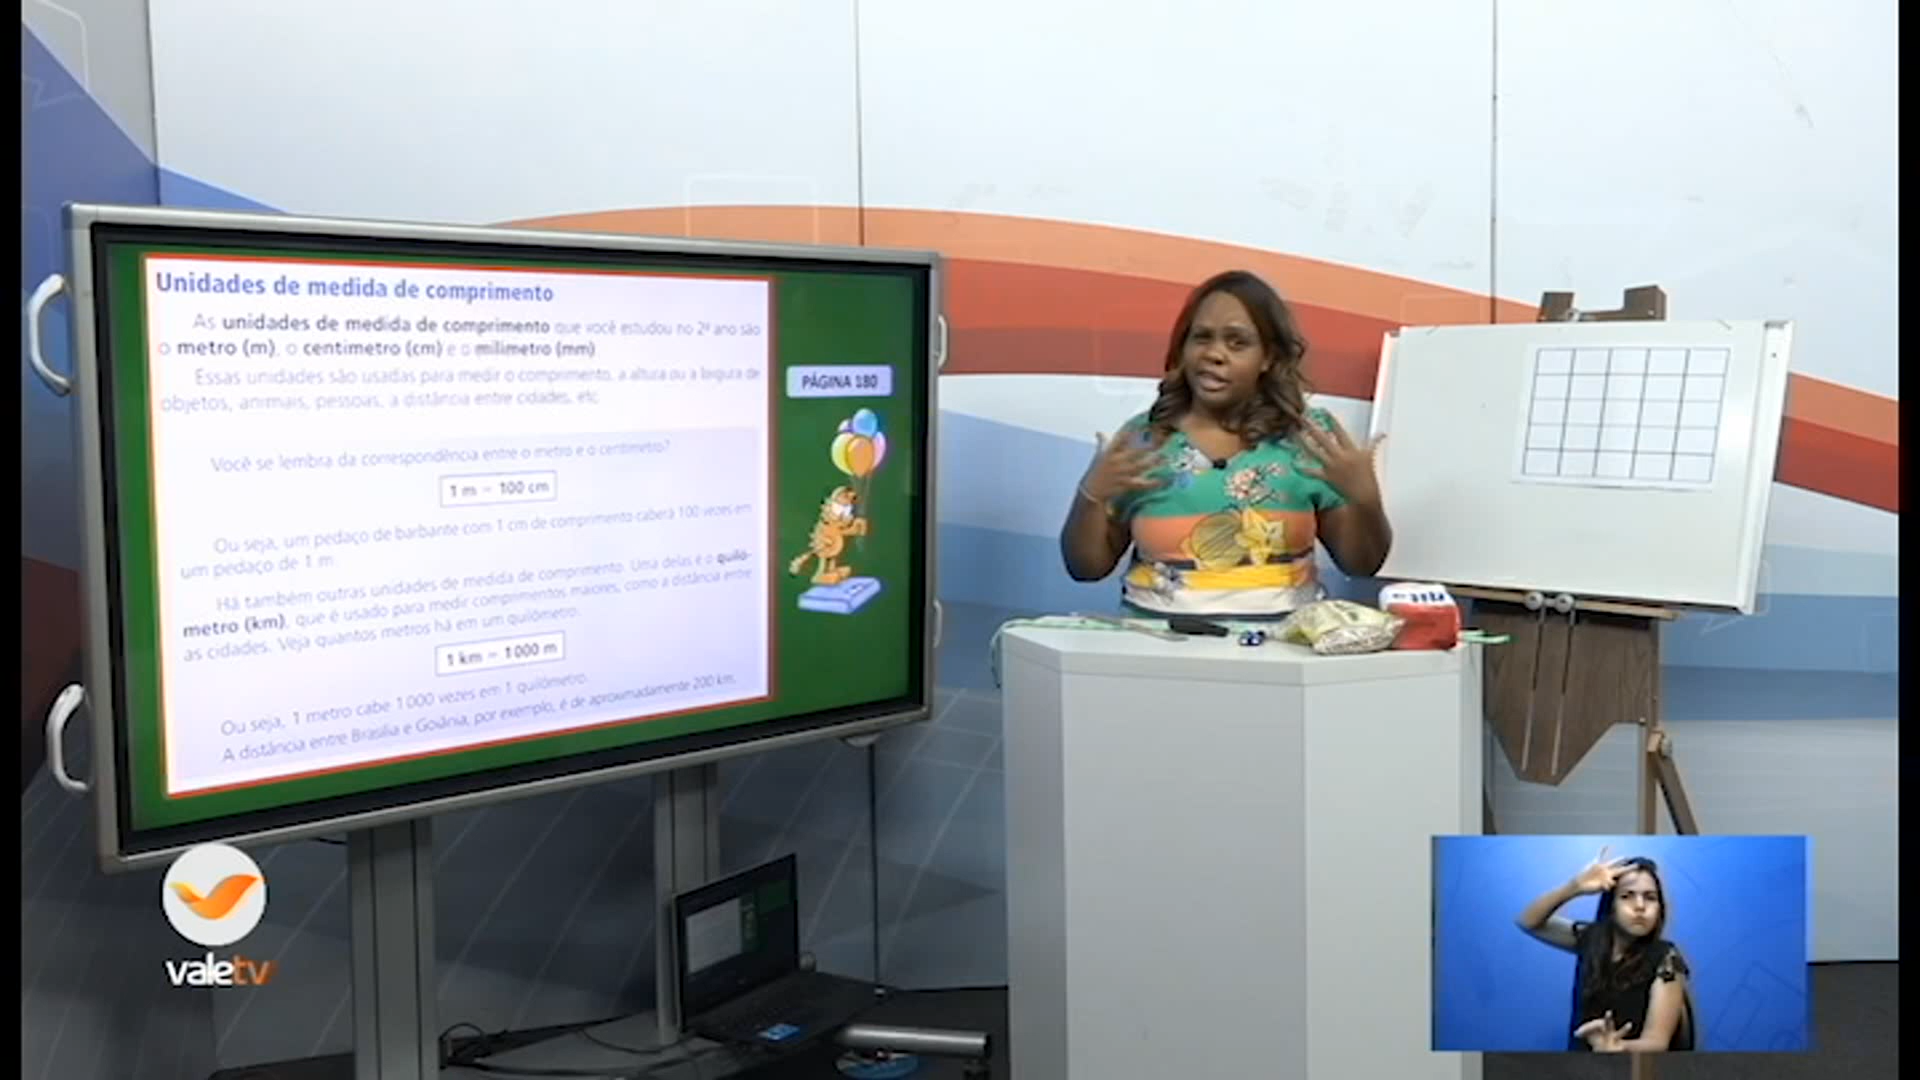 Unidades de medida de comprimento
As unidades de medida de comprimento que você estudou no 2º ano são
o metro (m), o centímetro (cm) e o milímetro (mm).
Essas unidades são usadas para medir o comprimento, a altura ou a largura de
objetos, animais, pessoas, a distância entre cidades, etc.
Você se lembra da correspondência entre o metro e o centímetro?
1 m = 100 cm
Ou seja, um pedaço de barbante com 1 cm de comprimento caberá 100 vezes em
um pedaço de 1 m.
Há também outras unidades de medida de comprimento. Uma delas é o quilô-
metro (km), que é usado para medir comprimentos maiores, como a distância entre
as cidades. Veja quantos metros há em um quilômetro.
1 km = 1 000 m
Ou seja, 1 metro cabe 1 000 vezes em 1 quilômetro.
A distância entre Brasília e Goiânia, por exemplo, é de aproximadamente 200 km.
PÁGINA 180
valetv